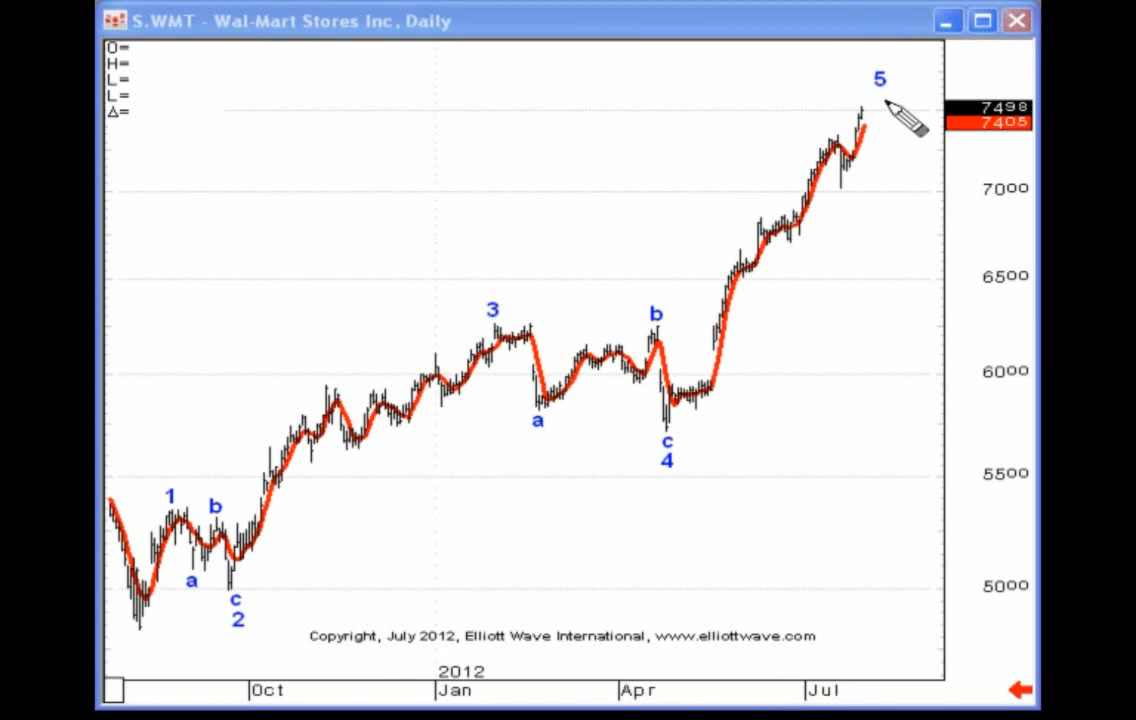 S.WMT - Wal-Mart Stores Inc, Daily
O=
H=
L=
L=
Δ=
5
7498
7405
7000
6500
3
b
6000
a
c
4
5500
1
b
a
c
2
5000
Copyright, July 2012, Elliott Wave International, www.elliottwave.com
2012
Oct
Jan
Apr
Jul